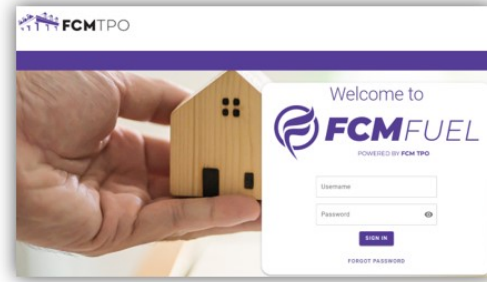 FCMTPO
Welcome to
FCMFUEL
POWERED BY FCM TPO
Username
Password
SIGN IN
FORGOT PASSWORD